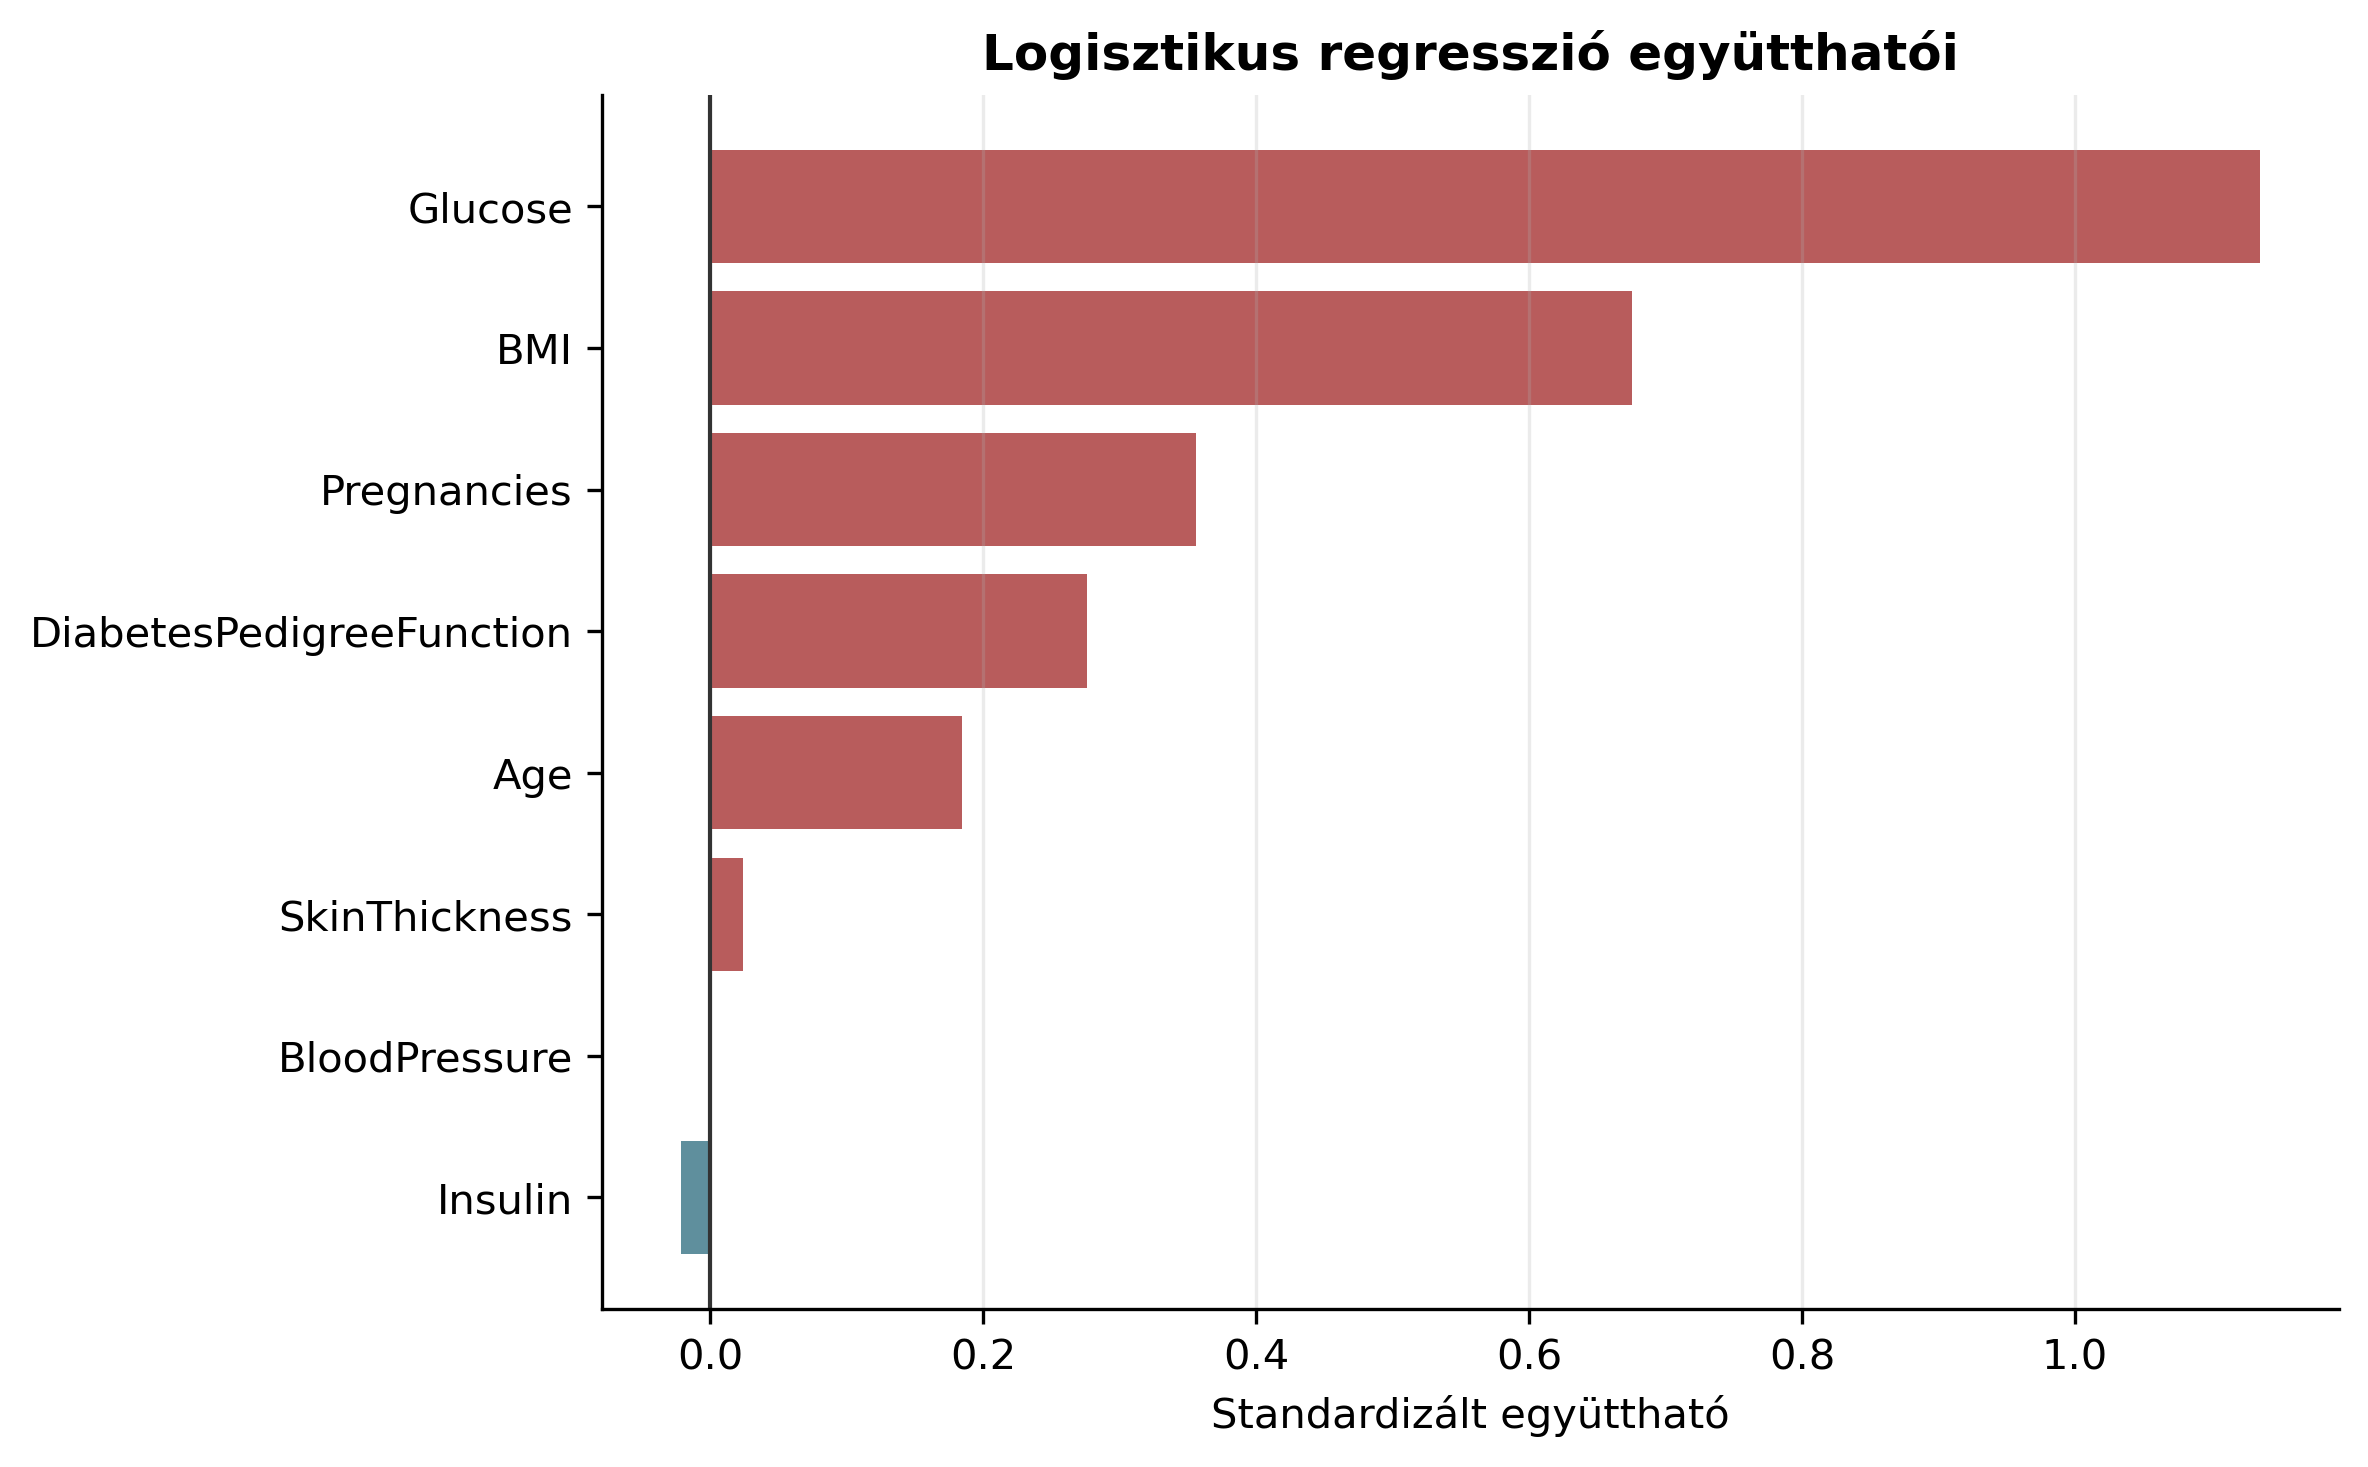 Logisztikus regresszió együtthatói
Glucose
BMI
Pregnancies
DiabetesPedigreeFunction
Age
SkinThickness
BloodPressure
Insulin
0.0 0.2 0.4 0.6 0.8 1.0
Standardizált együttható